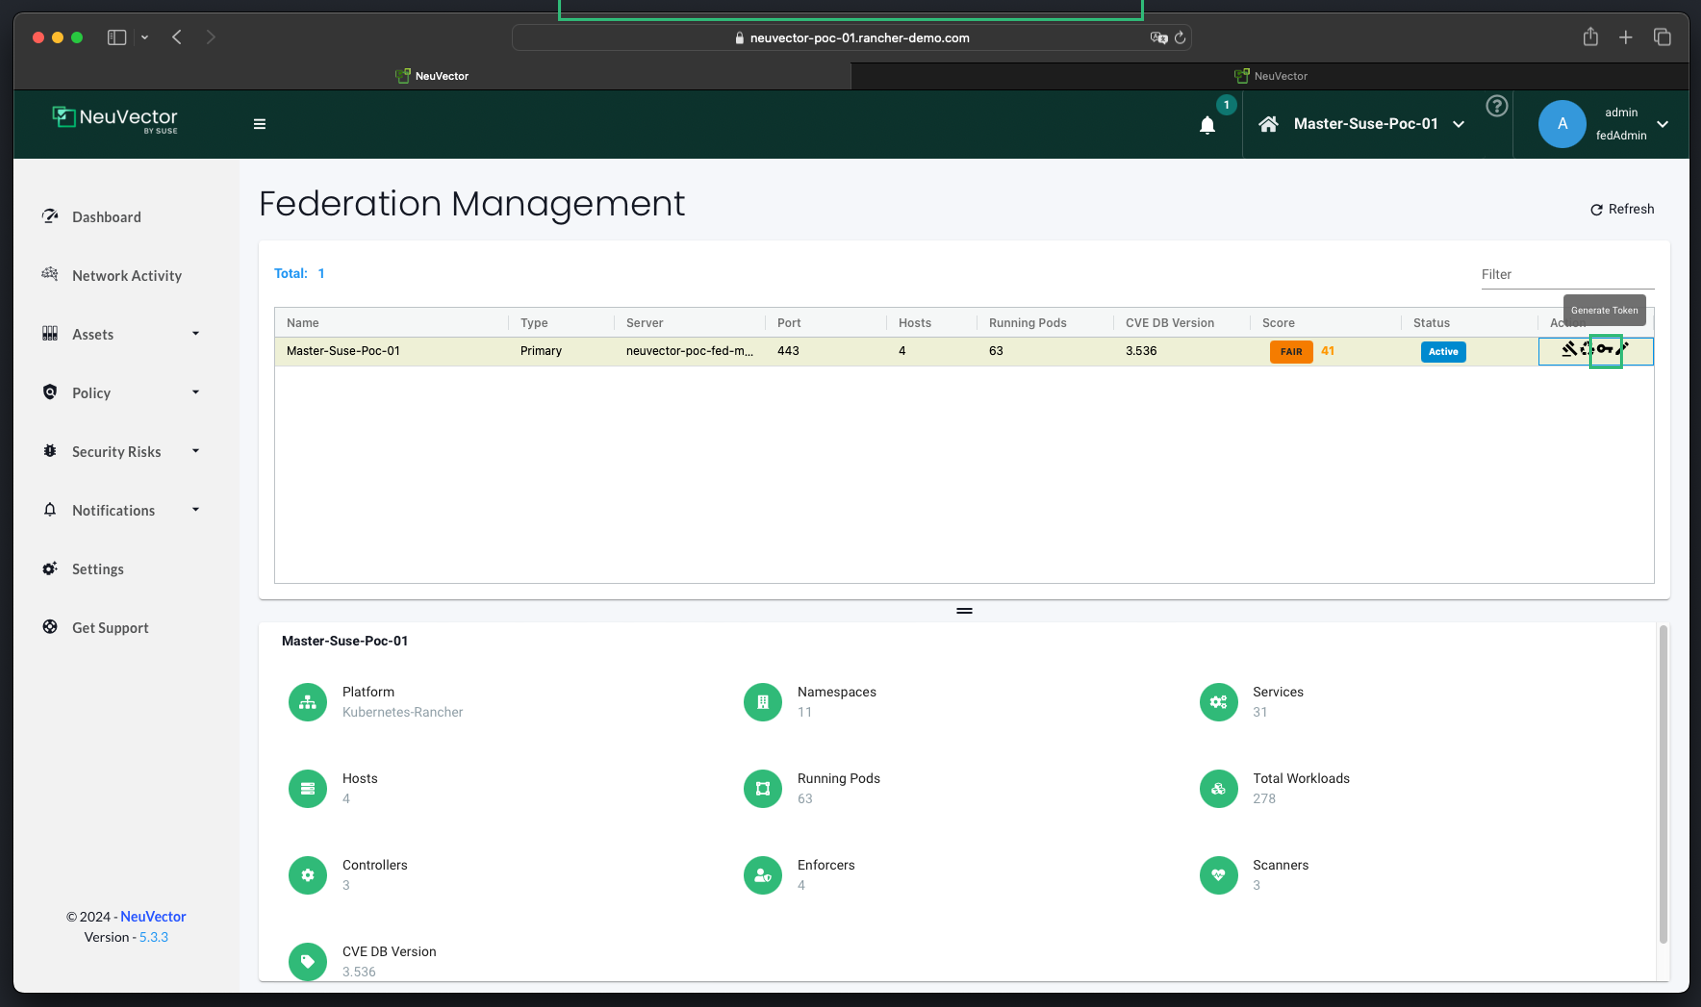 neuvector-poc-01.rancher-demo.com
NeuVector
NeuVector
NeuVector
BY SUSE
1
Master-Suse-Poc-01
?
A
admin
fedAdmin
Dashboard
Network Activity
Assets
Policy
Security Risks
Notifications
Settings
Get Support
© 2024 - NeuVector
Version - 5.3.3
Federation Management
Refresh
Total: 1
Filter
Generate Token
Name Type Server Port Hosts Running Pods CVE DB Version Score Status
Master-Suse-Poc-01 Primary neuvector-poc-fed-m... 443 4 63 3.536 FAIR 41 Active
Master-Suse-Poc-01
Platform
Kubernetes-Rancher
Namespaces
11
Services
31
Hosts
4
Running Pods
63
Total Workloads
278
Controllers
3
Enforcers
4
Scanners
3
CVE DB Version
3.536